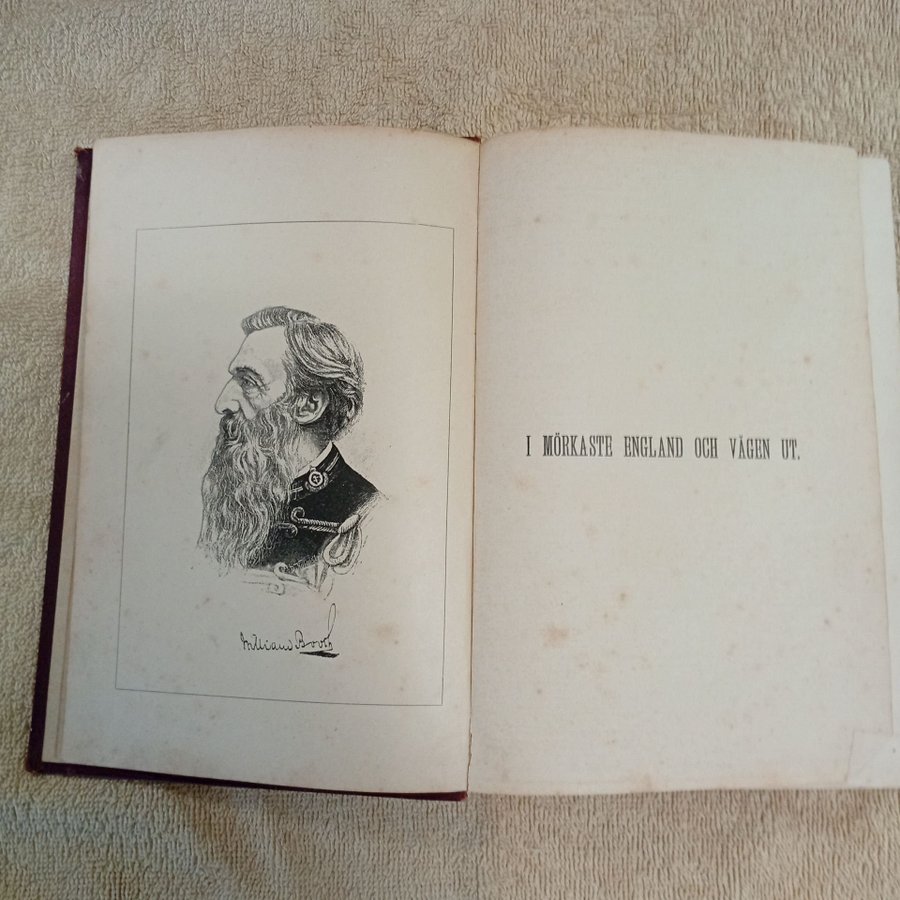 William Booth
I MÖRKASTE ENGLAND OCH VÄGEN UT.